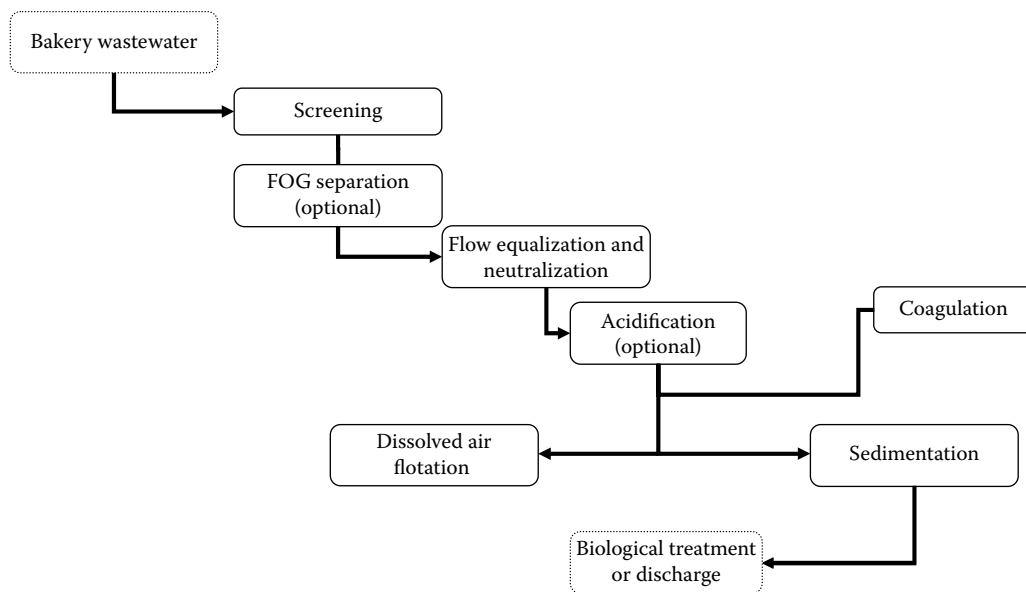 Bakery wastewater
Screening
FOG separation
(optional)
Flow equalization and
neutralization
Acidification
(optional)
Coagulation
Dissolved air
flotation
Sedimentation
Biological treatment
or discharge